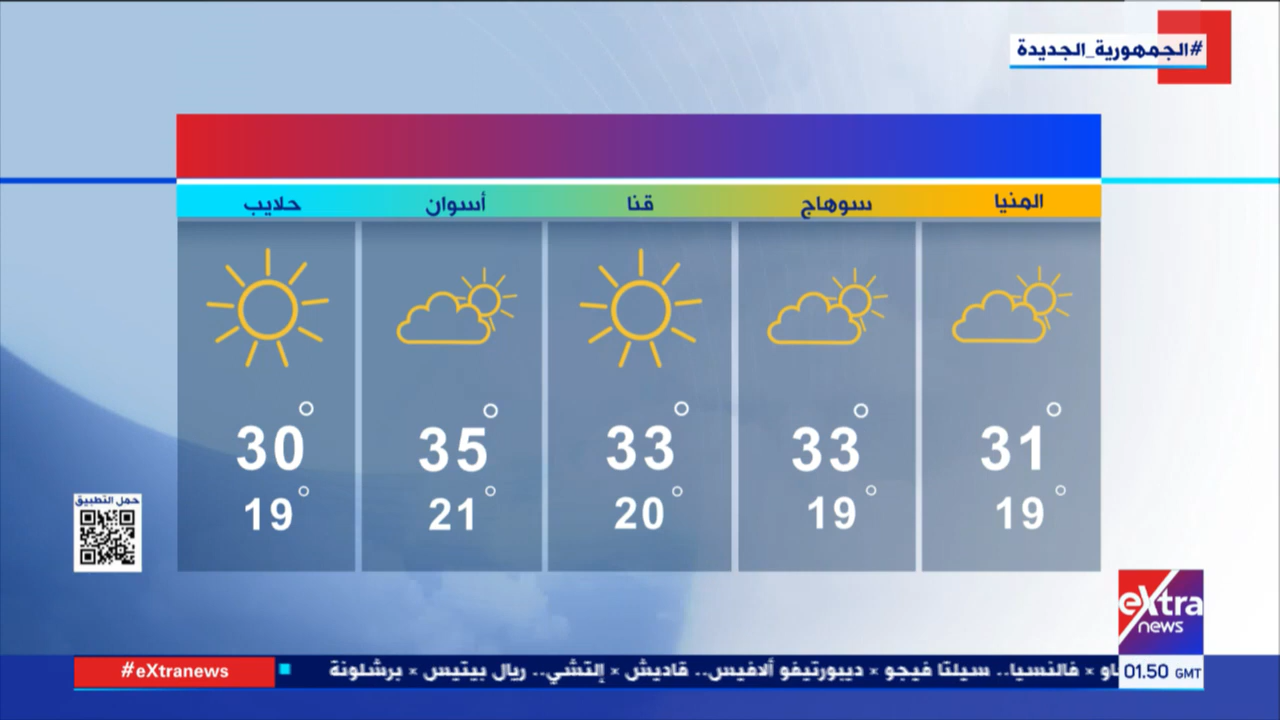 #الجمهورية_الجديدة
المنيا سوهاج قنا أسوان حلايب
31° 33° 33° 35° 30°
19° 19° 20° 21° 19°
حمل التطبيق
eXtra
news
او × فالنسيا.. سيلتا فيجو × ديبورتيفو ألافيس.. قاديش × إلتشي.. ريال بيتيس × برشلونة
#eXtranews
01.50 GMT